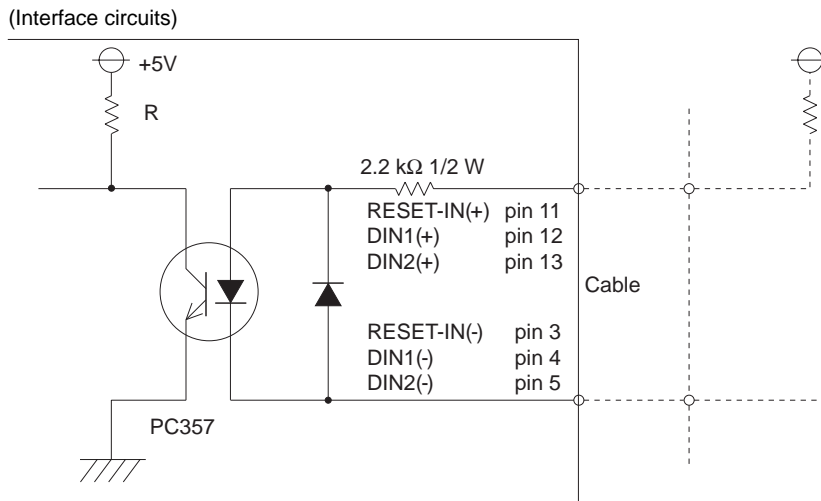 (Interface circuits)
+5V
R
2.2 kΩ 1/2 W
RESET-IN(+) pin 11
DIN1(+) pin 12
DIN2(+) pin 13
Cable
RESET-IN(-) pin 3
DIN1(-) pin 4
DIN2(-) pin 5
PC357